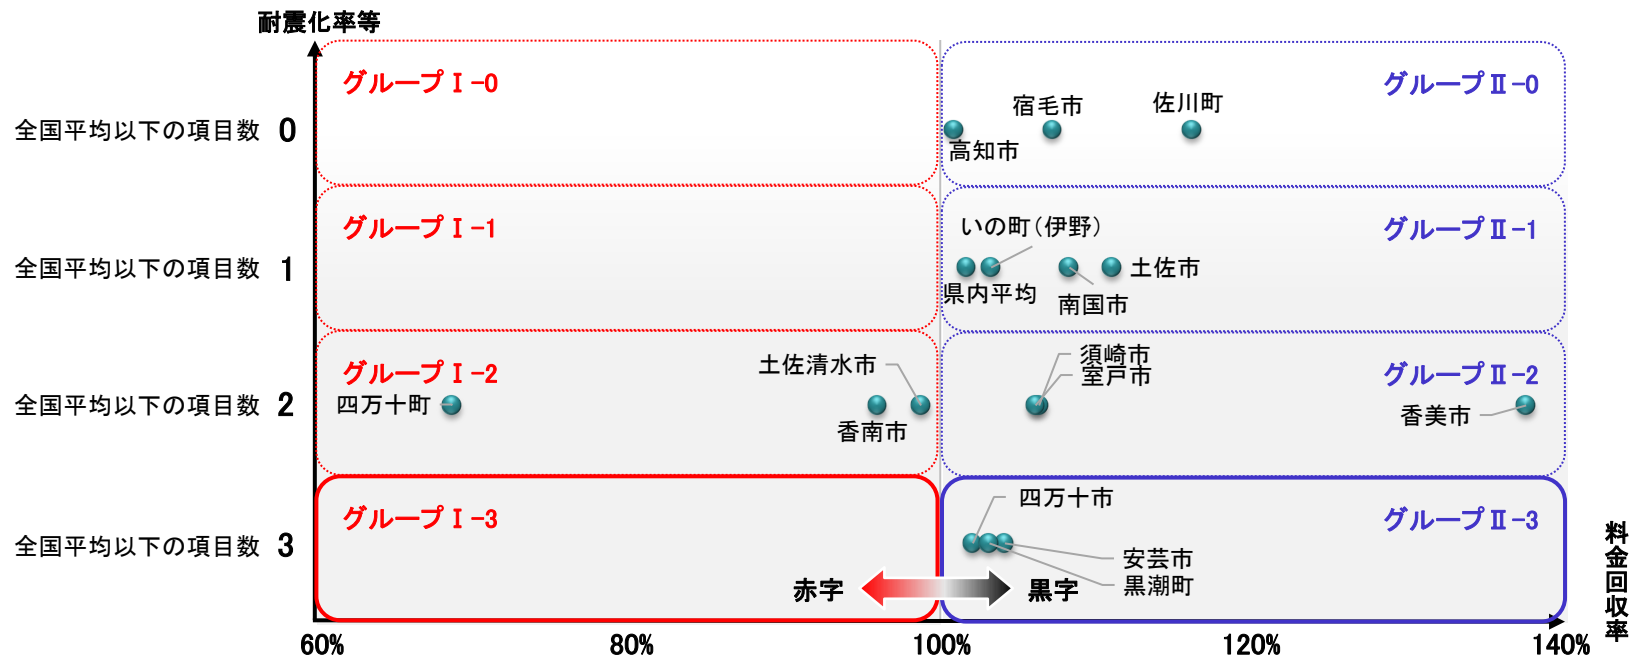 耐震化率等
グループⅠ-0
グループⅡ-0
宿毛市
佐川町
全国平均以下の項目数 0
高知市
グループⅠ-1
グループⅡ-1
いの町(伊野)
全国平均以下の項目数 1
土佐市
県内平均
南国市
グループⅠ-2
グループⅡ-2
土佐清水市
須崎市
室戸市
全国平均以下の項目数 2
四万十町
香美市
香南市
グループⅠ-3
グループⅡ-3
四万十市
全国平均以下の項目数 3
安芸市
黒潮町
赤字
黒字
料金回収率
60%
80%
100%
120%
140%